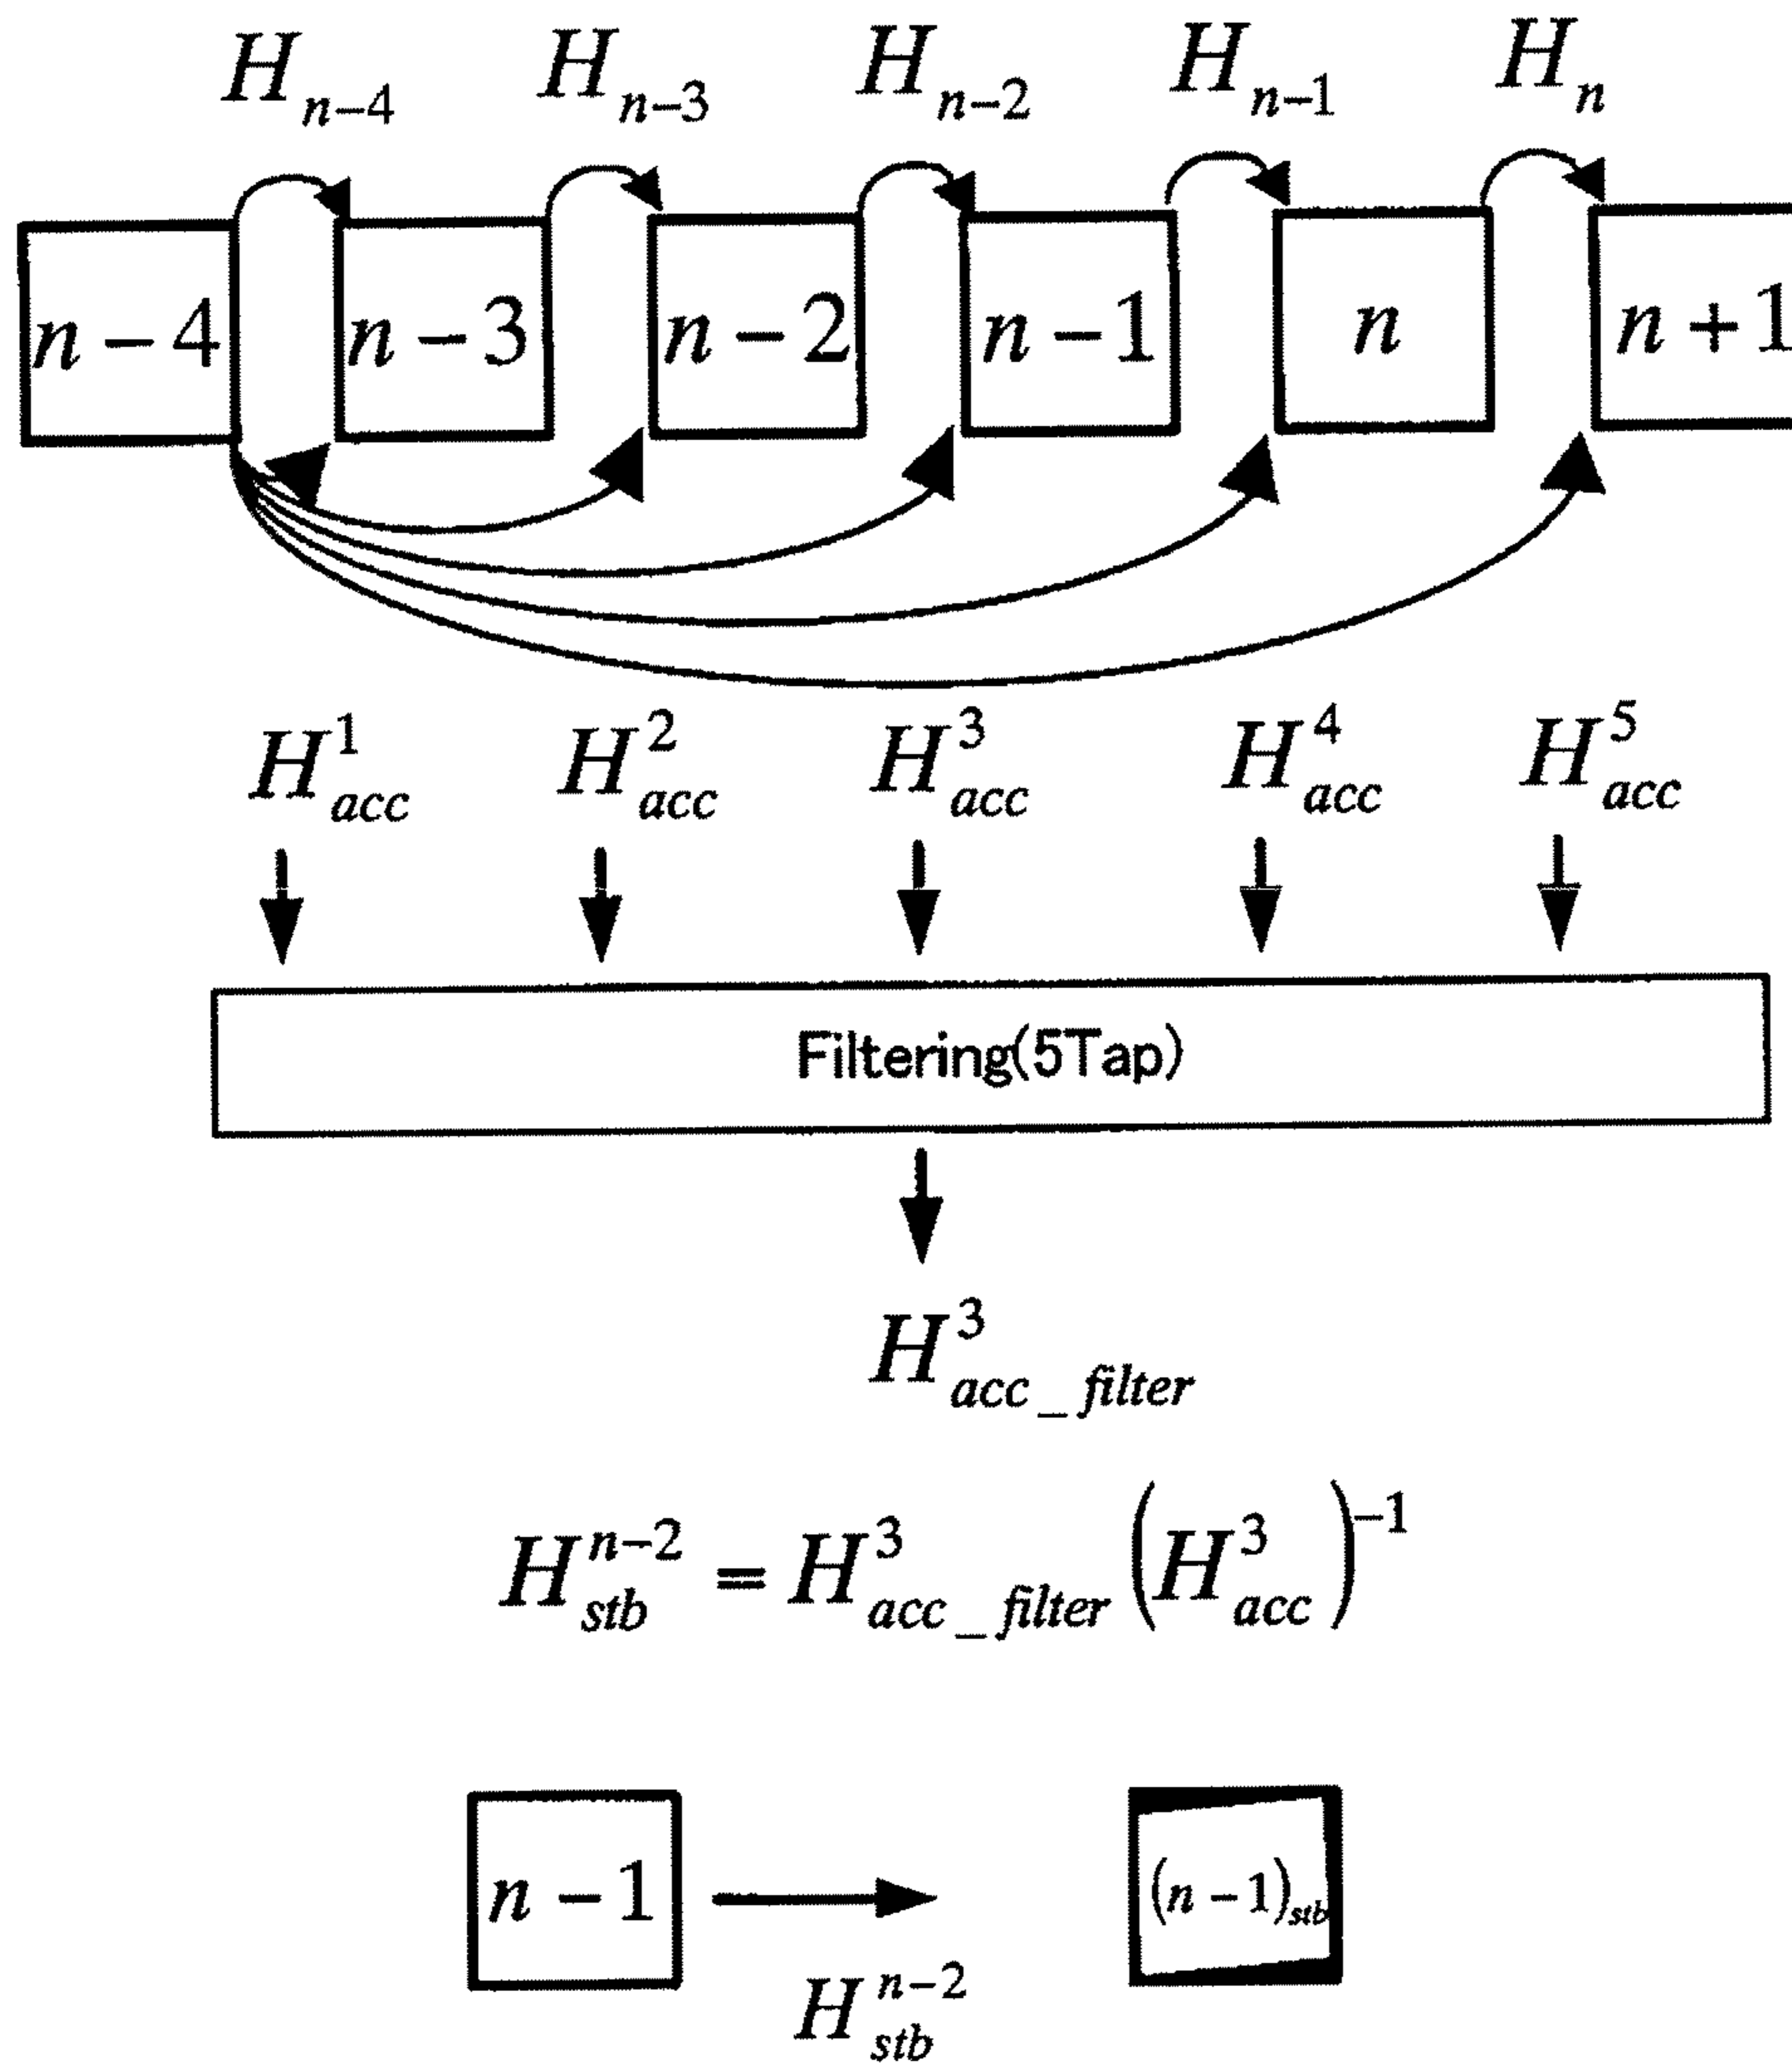 H_{n-4} H_{n-3} H_{n-2} H_{n-1} H_n
n-4 n-3 n-2 n-1 n n+1
H^1_{acc} H^2_{acc} H^3_{acc} H^4_{acc} H^5_{acc}
Filtering(5Tap)
H^3_{acc_filter}
H^{n-2}_{stb} = H^3_{acc_filter} (H^3_{acc})^{-1}
n-1 (n-1)_{stb}
H^{n-2}_{stb}